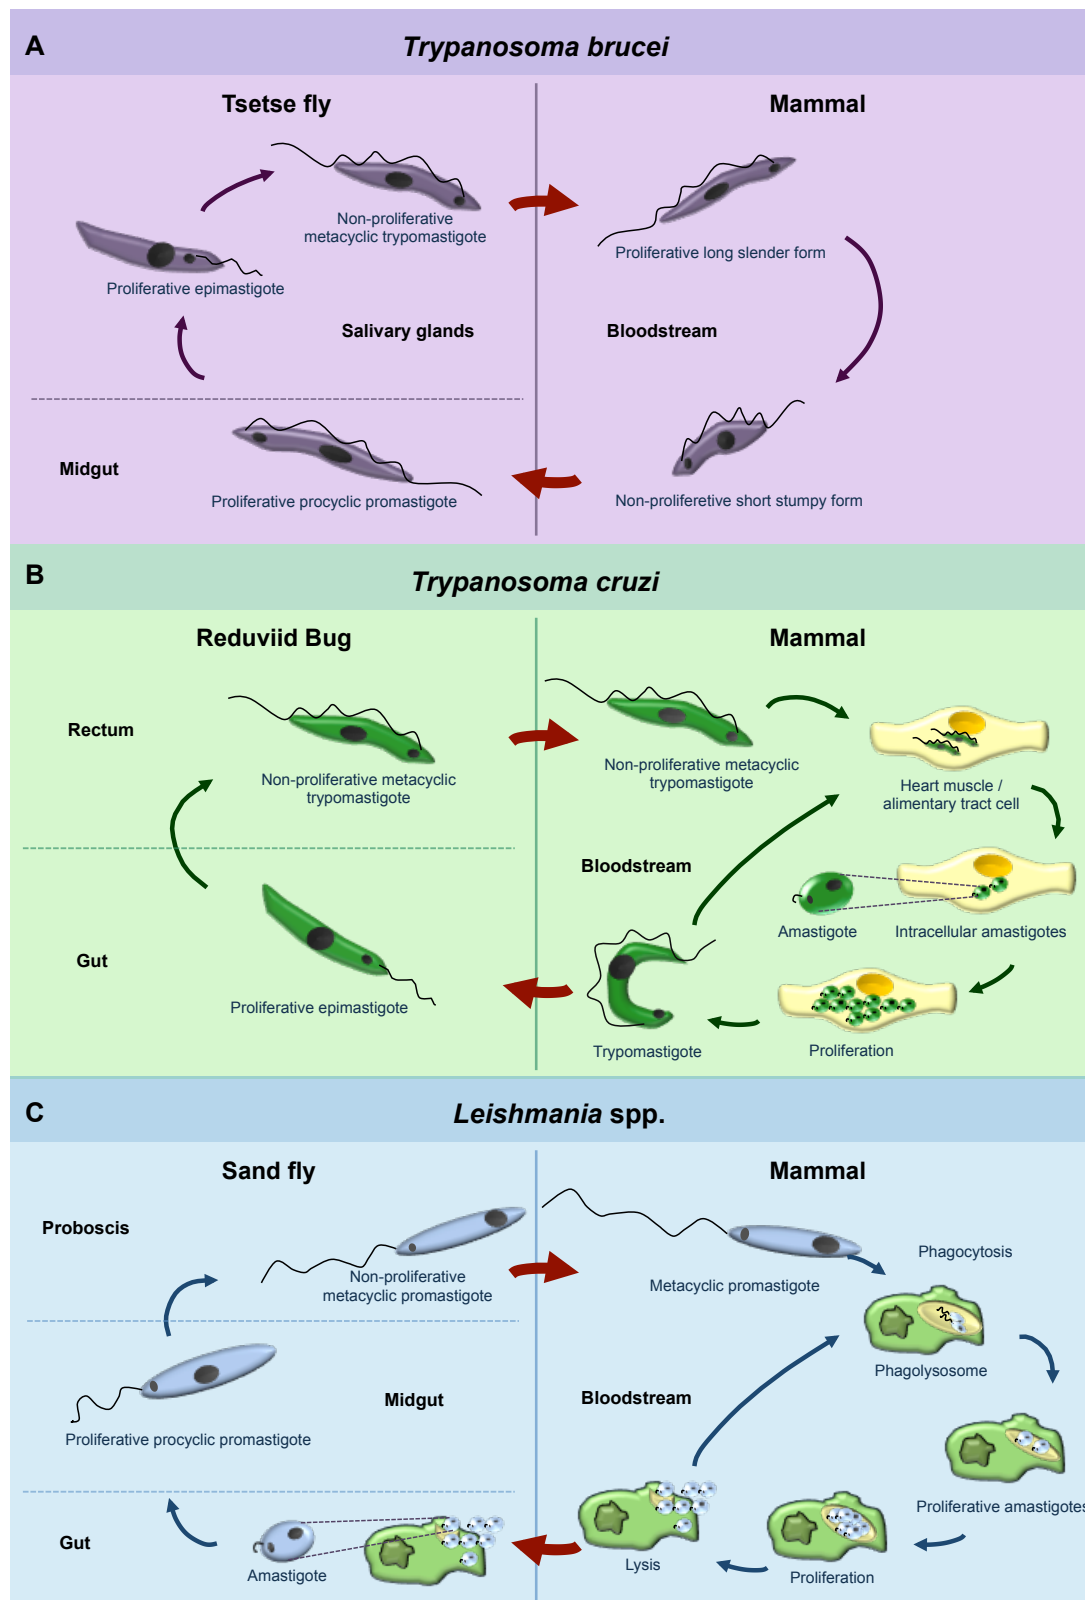 A
Trypanosoma brucei
Tsetse fly
Mammal
Non-proliferative
metacyclic trypomastigote
Proliferative long slender form
Proliferative epimastigote
Salivary glands
Bloodstream
Midgut
Proliferative procyclic promastigote
Non-proliferetive short stumpy form
B
Trypanosoma cruzi
Reduviid Bug
Mammal
Rectum
Non-proliferative metacyclic
trypomastigote
Non-proliferative metacyclic
trypomastigote
Heart muscle /
alimentary tract cell
Bloodstream
Amastigote
Intracellular amastigotes
Gut
Proliferative epimastigote
Trypomastigote
Proliferation
C
Leishmania spp.
Sand fly
Mammal
Proboscis
Non-proliferative
metacyclic promastigote
Metacyclic promastigote
Phagocytosis
Phagolysosome
Midgut
Bloodstream
Proliferative procyclic promastigote
Proliferative amastigotes
Gut
Amastigote
Lysis
Proliferation